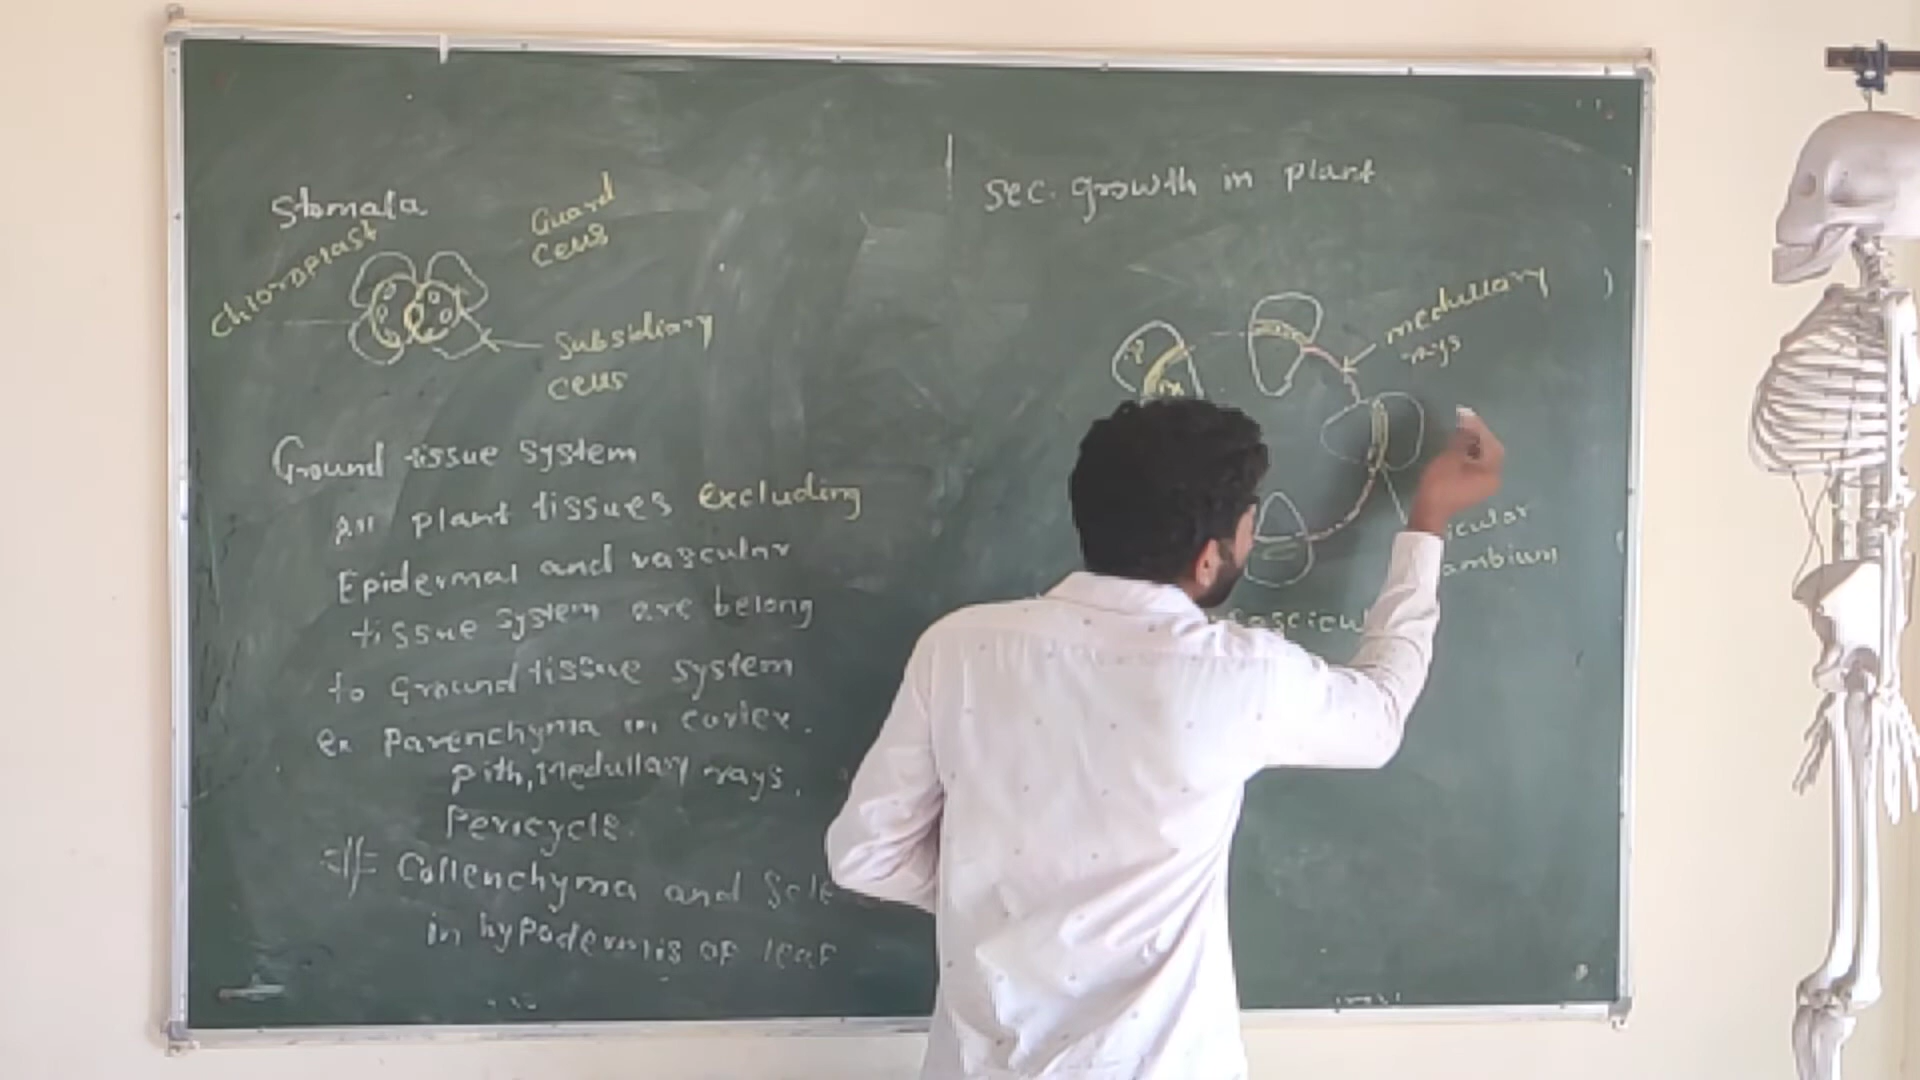 Stomata
Chloroplast
Guard
Cells
Subsidiary
Cells
Ground tissue system
All plant tissues excluding
Epidermal and vascular
tissue system are belong
to Ground tissue system
ex Parenchyma in cortex.
pith, Medullary rays.
Pericycle.
Collenchyma and Scle
in hypodermis of leaf
Sec. growth in plant
medullary
rays
icular
ambium
fascicul